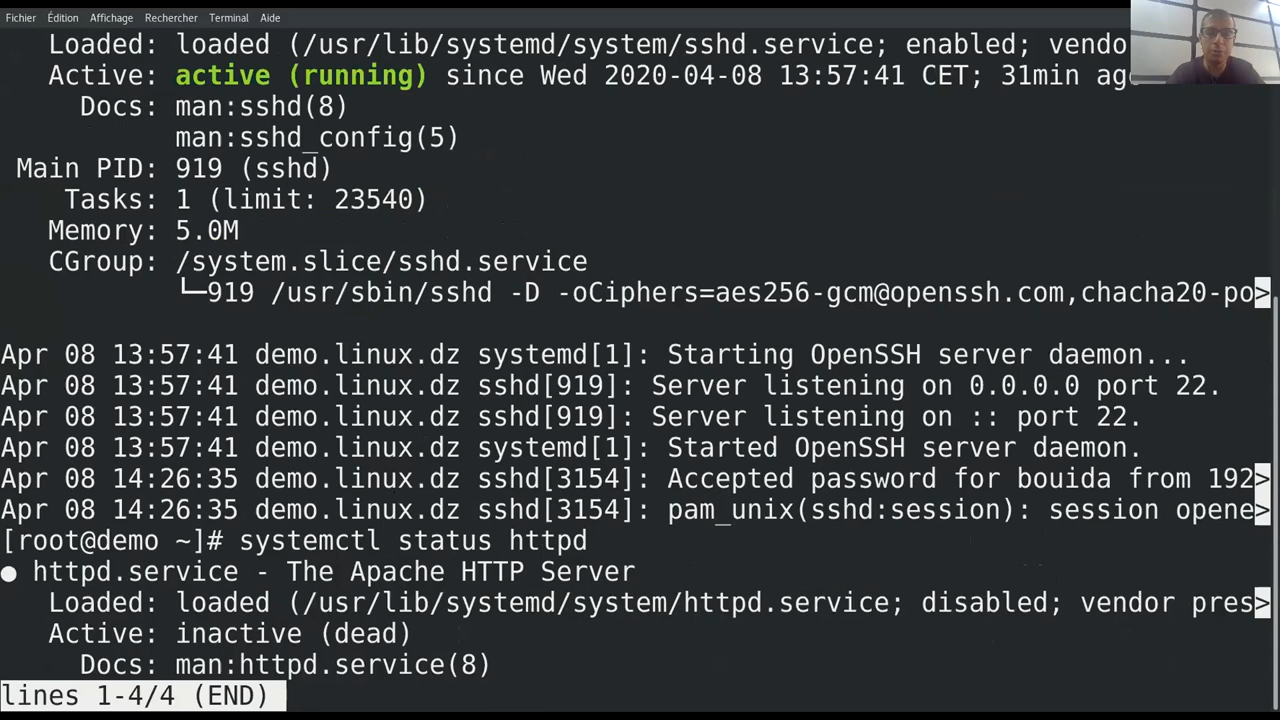 Fichier Édition Affichage Rechercher Terminal Aide
Loaded: loaded (/usr/lib/systemd/system/sshd.service; enabled; vendo
Active: active (running) since Wed 2020-04-08 13:57:41 CET; 31min ago
Docs: man:sshd(8)
man:sshd_config(5)
Main PID: 919 (sshd)
Tasks: 1 (limit: 23540)
Memory: 5.0M
CGroup: /system.slice/sshd.service
└─919 /usr/sbin/sshd -D -oCiphers=aes256-gcm@openssh.com,chacha20-po>
Apr 08 13:57:41 demo.linux.dz systemd[1]: Starting OpenSSH server daemon...
Apr 08 13:57:41 demo.linux.dz sshd[919]: Server listening on 0.0.0.0 port 22.
Apr 08 13:57:41 demo.linux.dz sshd[919]: Server listening on :: port 22.
Apr 08 13:57:41 demo.linux.dz systemd[1]: Started OpenSSH server daemon.
Apr 08 14:26:35 demo.linux.dz sshd[3154]: Accepted password for bouida from 192>
Apr 08 14:26:35 demo.linux.dz sshd[3154]: pam_unix(sshd:session): session opene>
[root@demo ~]# systemctl status httpd
● httpd.service - The Apache HTTP Server
Loaded: loaded (/usr/lib/systemd/system/httpd.service; disabled; vendor pres>
Active: inactive (dead)
Docs: man:httpd.service(8)
lines 1-4/4 (END)